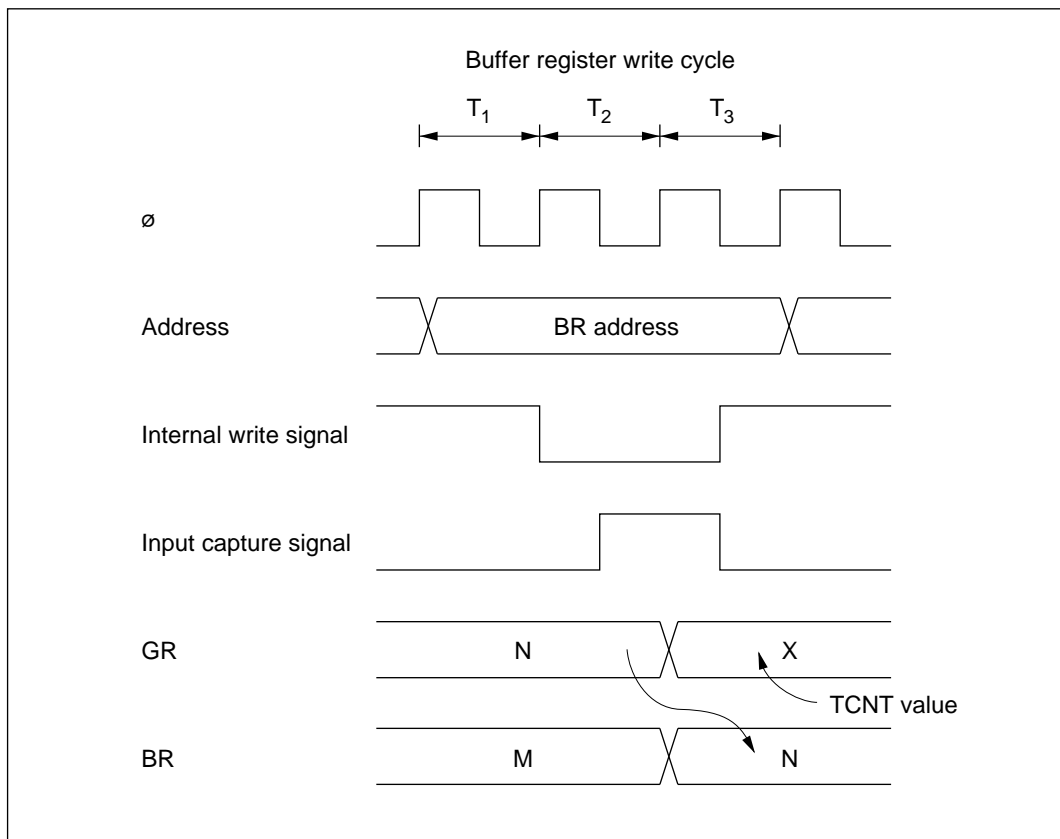 Buffer register write cycle
T1 T2 T3
ø
Address BR address
Internal write signal
Input capture signal
GR N X
TCNT value
BR M N